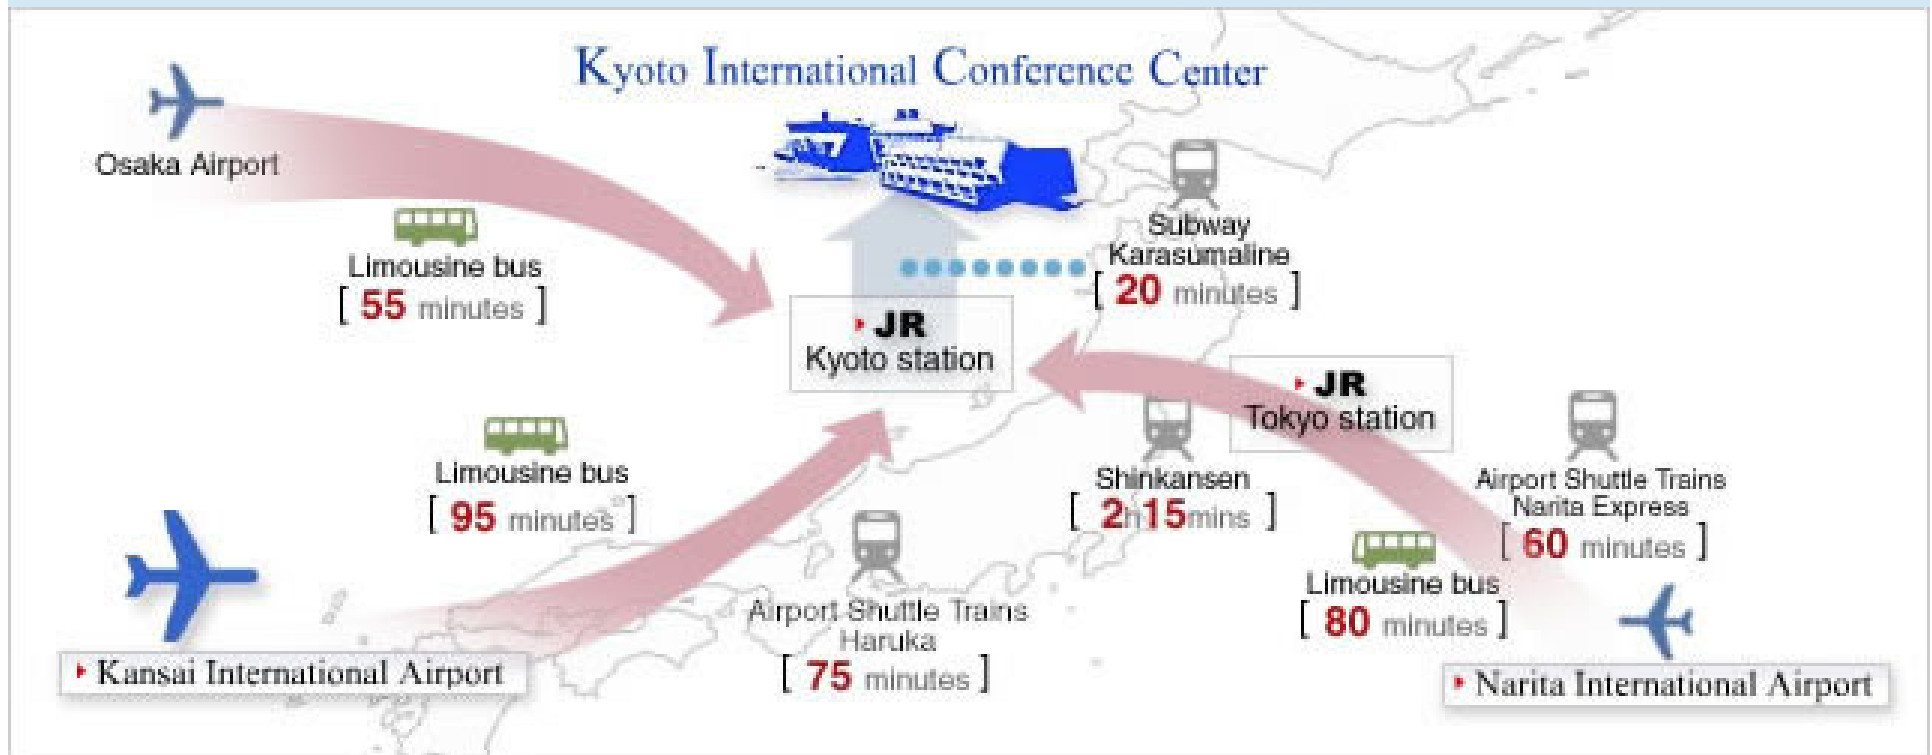 Kyoto International Conference Center
Osaka Airport
Limousine bus
[ 55 minutes ]
Subway
Karasumaline
[ 20 minutes ]
JR
Kyoto station
JR
Tokyo station
Limousine bus
[ 95 minutes ]
Shinkansen
[ 2h15mins ]
Airport Shuttle Trains
Narita Express
[ 60 minutes ]
Limousine bus
[ 80 minutes ]
Airport Shuttle Trains
Haruka
[ 75 minutes ]
Kansai International Airport
Narita International Airport